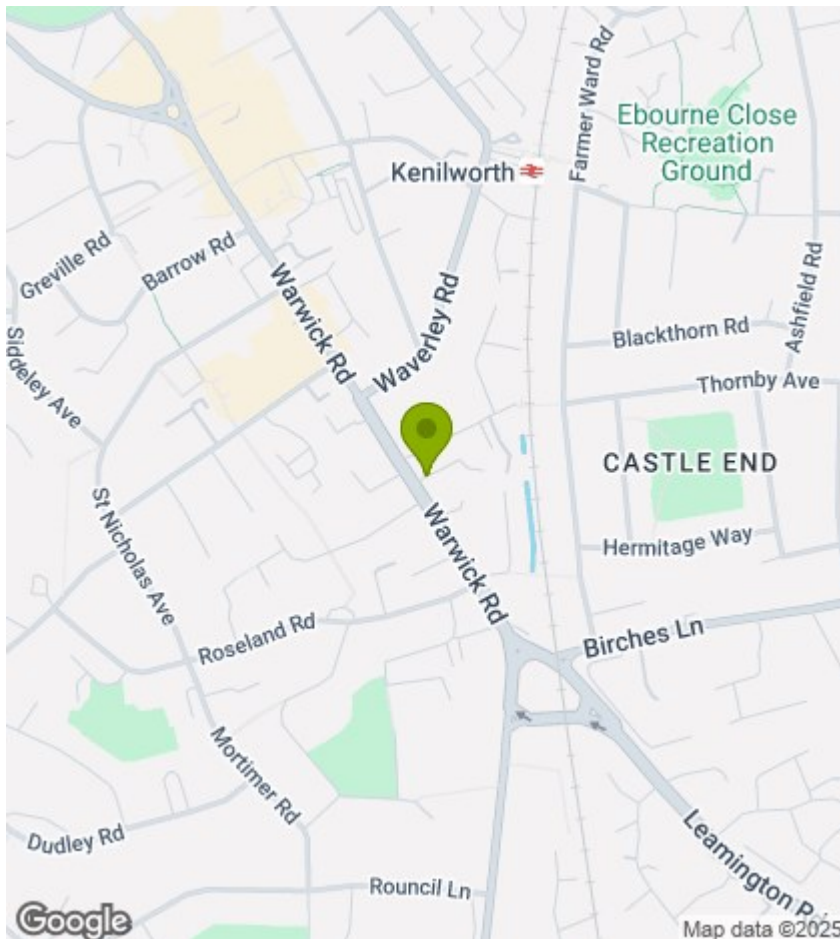 Farmer Ward Rd
Ebourne Close
Recreation
Ground
Kenilworth
Greville Rd
Barrow Rd
Warwick Rd
Waverley Rd
Ashfield Rd
Siddeley Ave
Blackthorn Rd
Thornby Ave
CASTLE END
St Nicholas Ave
Warwick Rd
Hermitage Way
Roseland Rd
Birches Ln
Mortimer Rd
Dudley Rd
Leamington
Rouncil Ln
Google
Map data ©2025